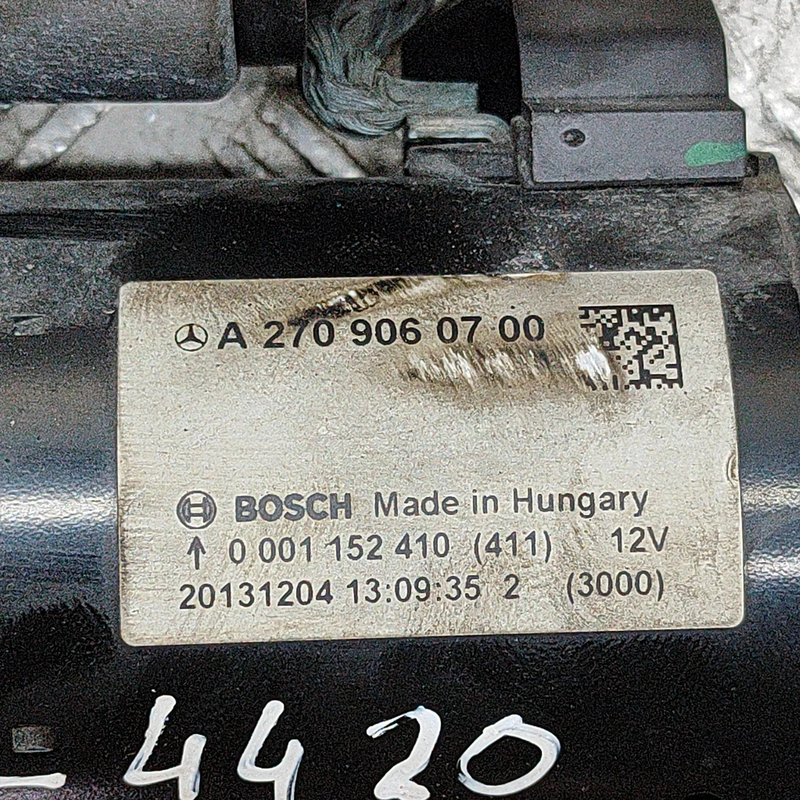 A 270 906 07 00
BOSCH Made in Hungary
↑ 0 001 152 410 (411) 12V
20131204 13:09:35 2 (3000)
- 4420